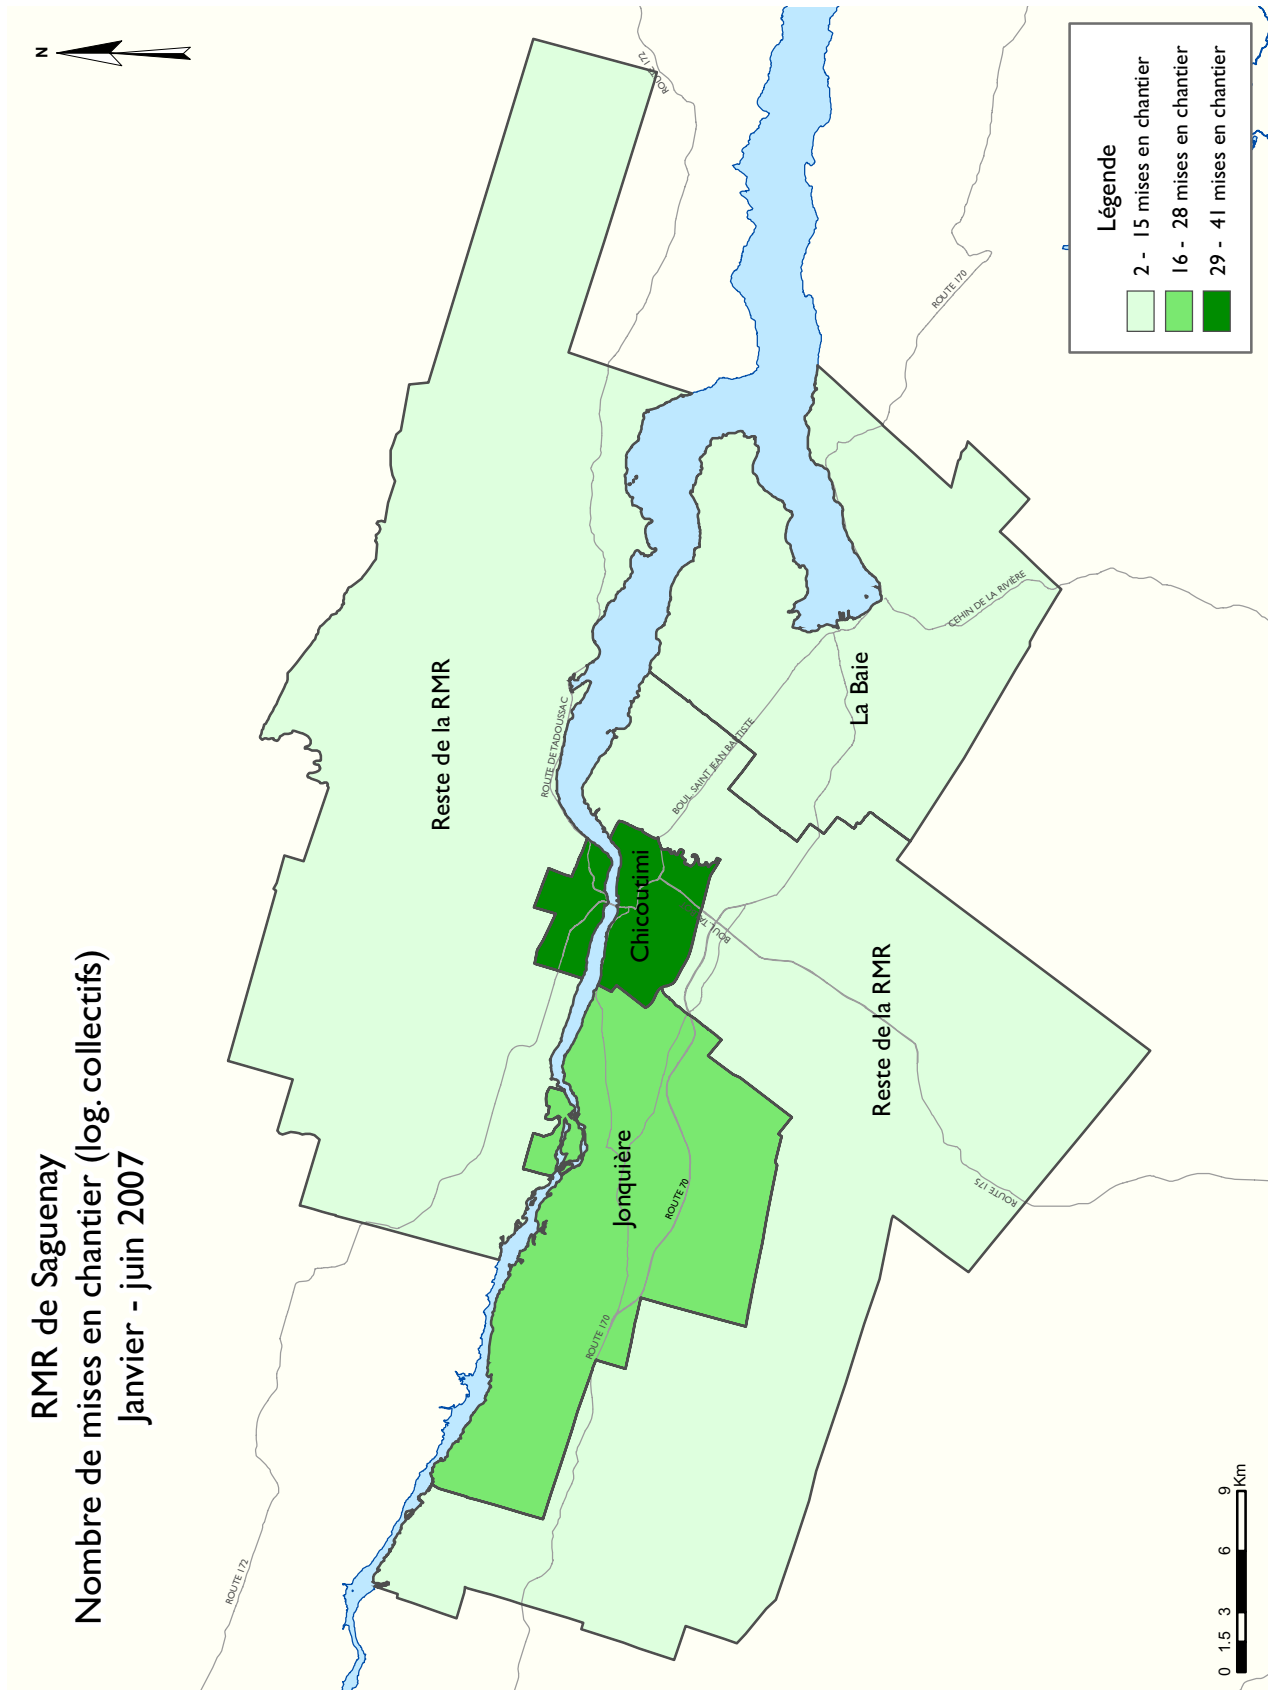 RMR de Saguenay
Nombre de mises en chantier (log. collectifs)
Janvier - juin 2007
N
Légende
2 - 15 mises en chantier
16 - 28 mises en chantier
29 - 41 mises en chantier
ROUTE 172
ROUTE 172
Reste de la RMR
ROUTE DE TADOUSSAC
Chicoutimi
Jonquière
ROUTE 70
ROUTE 170
BOUL SAINT JEAN BAPTISTE
BOUL TA
La Baie
Reste de la RMR
ROUTE 170
CEHIN DE LA RIVIÈRE
ROUTE 175
0 1.5 3 6 9
Km